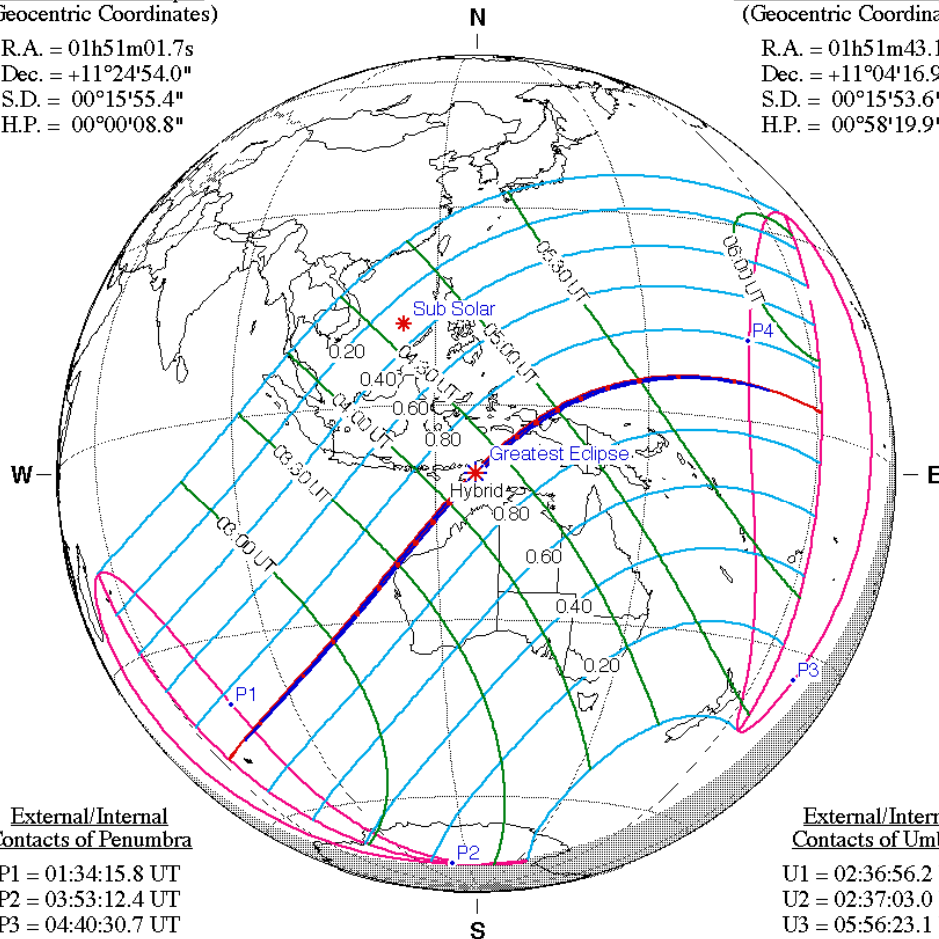 Geocentric Coordinates)
R.A. = 01h51m01.7s
Dec. = +11°24'54.0"
S.D. = 00°15'55.4"
H.P. = 00°00'08.8"
N
(Geocentric Coordina
R.A. = 01h51m43.1
Dec. = +11°04'16.9
S.D. = 00°15'53.6"
H.P. = 00°58'19.9"
05:30 UT
06:00 UT
Sub Solar
P4
05:00 UT
0.20
04:30 UT
0.40
0.60
04:00 UT
0.80
Greatest Eclipse
03:30 UT
W
E
Hybrid
0.80
03:00 UT
0.60
0.40
0.20
P3
P1
P2
External/Internal
Contacts of Penumbra
P1 = 01:34:15.8 UT
P2 = 03:53:12.4 UT
P3 = 04:40:30.7 UT
External/Intern
Contacts of Uml
U1 = 02:36:56.2
U2 = 02:37:03.0
U3 = 05:56:23.1
S